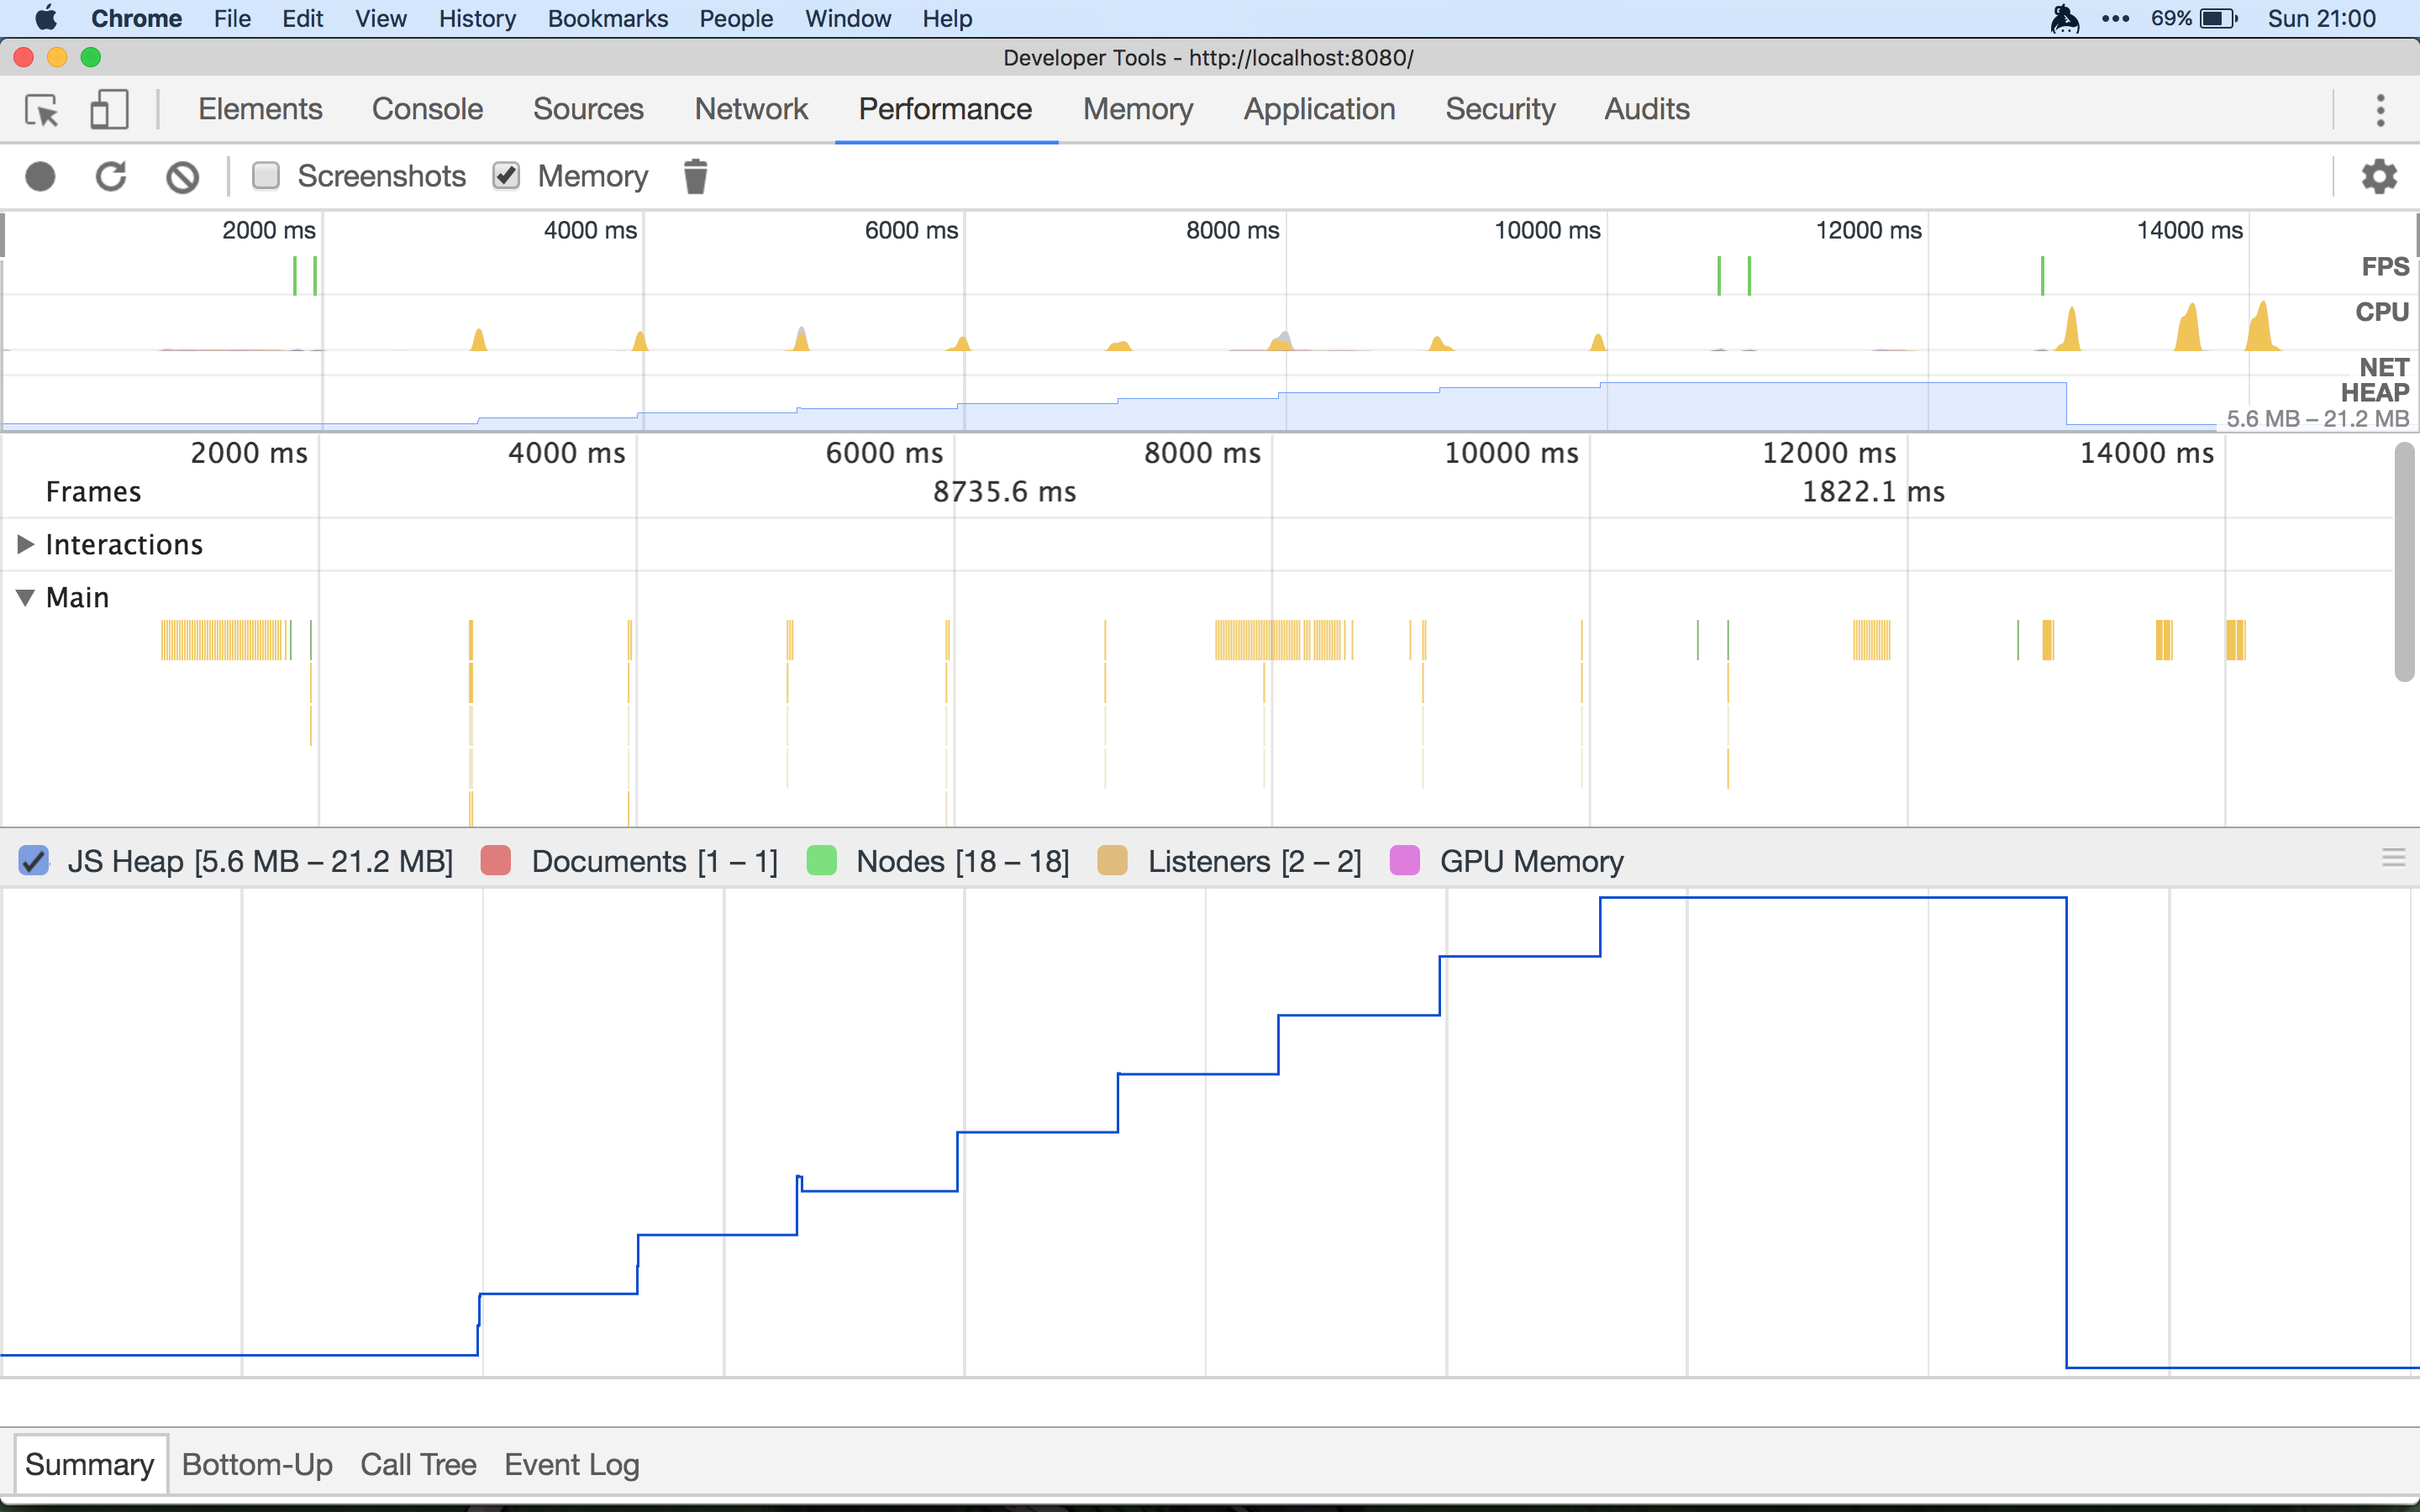 Chrome File Edit View History Bookmarks People Window Help 69% Sun 21:00
Developer Tools - http://localhost:8080/
Elements Console Sources Network Performance Memory Application Security Audits
Screenshots Memory
2000 ms 4000 ms 6000 ms 8000 ms 10000 ms 12000 ms 14000 ms
FPS
CPU
NET
HEAP
5.6 MB – 21.2 MB
2000 ms 4000 ms 6000 ms 8000 ms 10000 ms 12000 ms 14000 ms
Frames 8735.6 ms 1822.1 ms
Interactions
Main
JS Heap [5.6 MB – 21.2 MB] Documents [1 – 1] Nodes [18 – 18] Listeners [2 – 2] GPU Memory
Summary Bottom-Up Call Tree Event Log